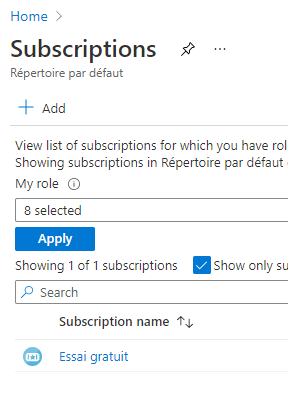 Home
Subscriptions
Répertoire par défaut
Add
View list of subscriptions for which you have rol
Showing subscriptions in Répertoire par défaut
My role
8 selected
Apply
Showing 1 of 1 subscriptions Show only su
Search
Subscription name
Essai gratuit